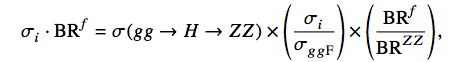 σ_i · BR^f = σ(gg → H → ZZ) × (σ_i / σ_ggF) × (BR^f / BR^ZZ),